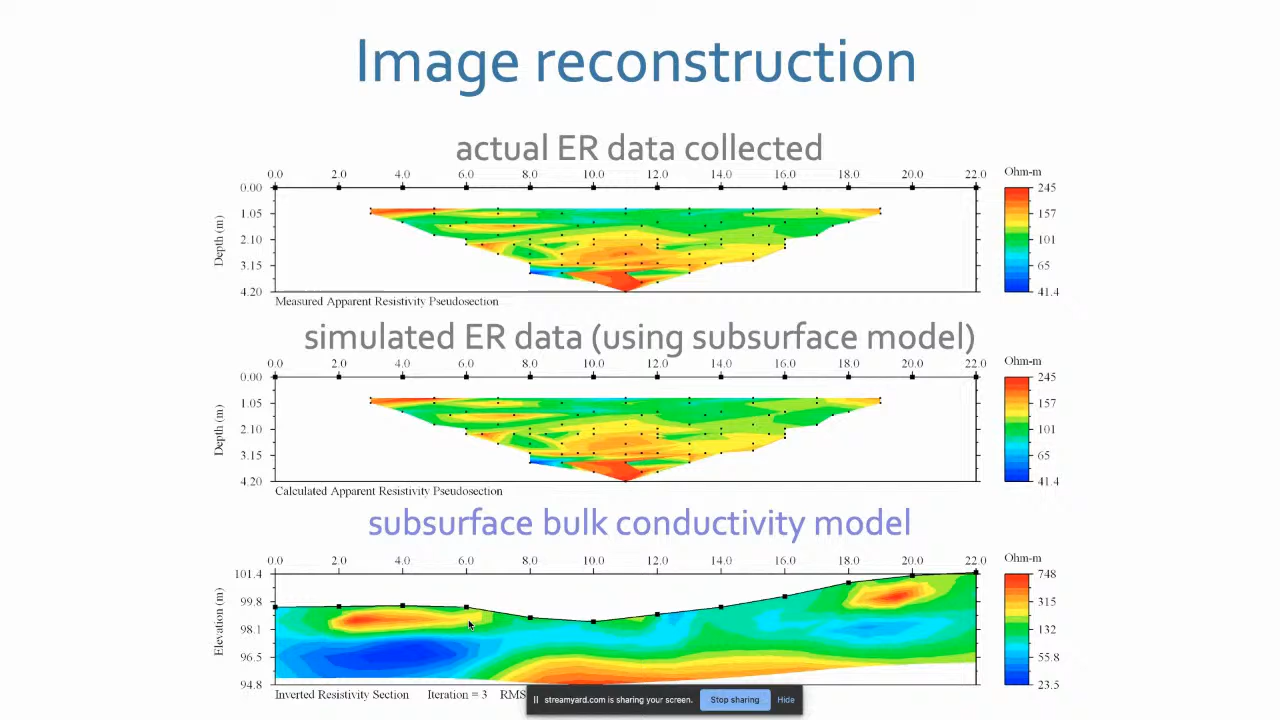 Image reconstruction
actual ER data collected
0.0 2.0 4.0 6.0 8.0 10.0 12.0 14.0 16.0 18.0 20.0 22.0 Ohm-m
0.00 245
1.05 157
2.10 101
3.15 65
4.20 41.4
Depth (m)
Measured Apparent Resistivity Pseudosection
simulated ER data (using subsurface model)
0.0 2.0 4.0 6.0 8.0 10.0 12.0 14.0 16.0 18.0 20.0 22.0 Ohm-m
0.00 245
1.05 157
2.10 101
3.15 65
4.20 41.4
Depth (m)
Calculated Apparent Resistivity Pseudosection
subsurface bulk conductivity model
0.0 2.0 4.0 6.0 8.0 10.0 12.0 14.0 16.0 18.0 20.0 22.0 Ohm-m
101.4 748
99.8 315
98.1 132
96.5 55.8
94.8 23.5
Elevation (m)
Inverted Resistivity Section Iteration = 3 RMS
streamyard.com is sharing your screen. Stop sharing Hide